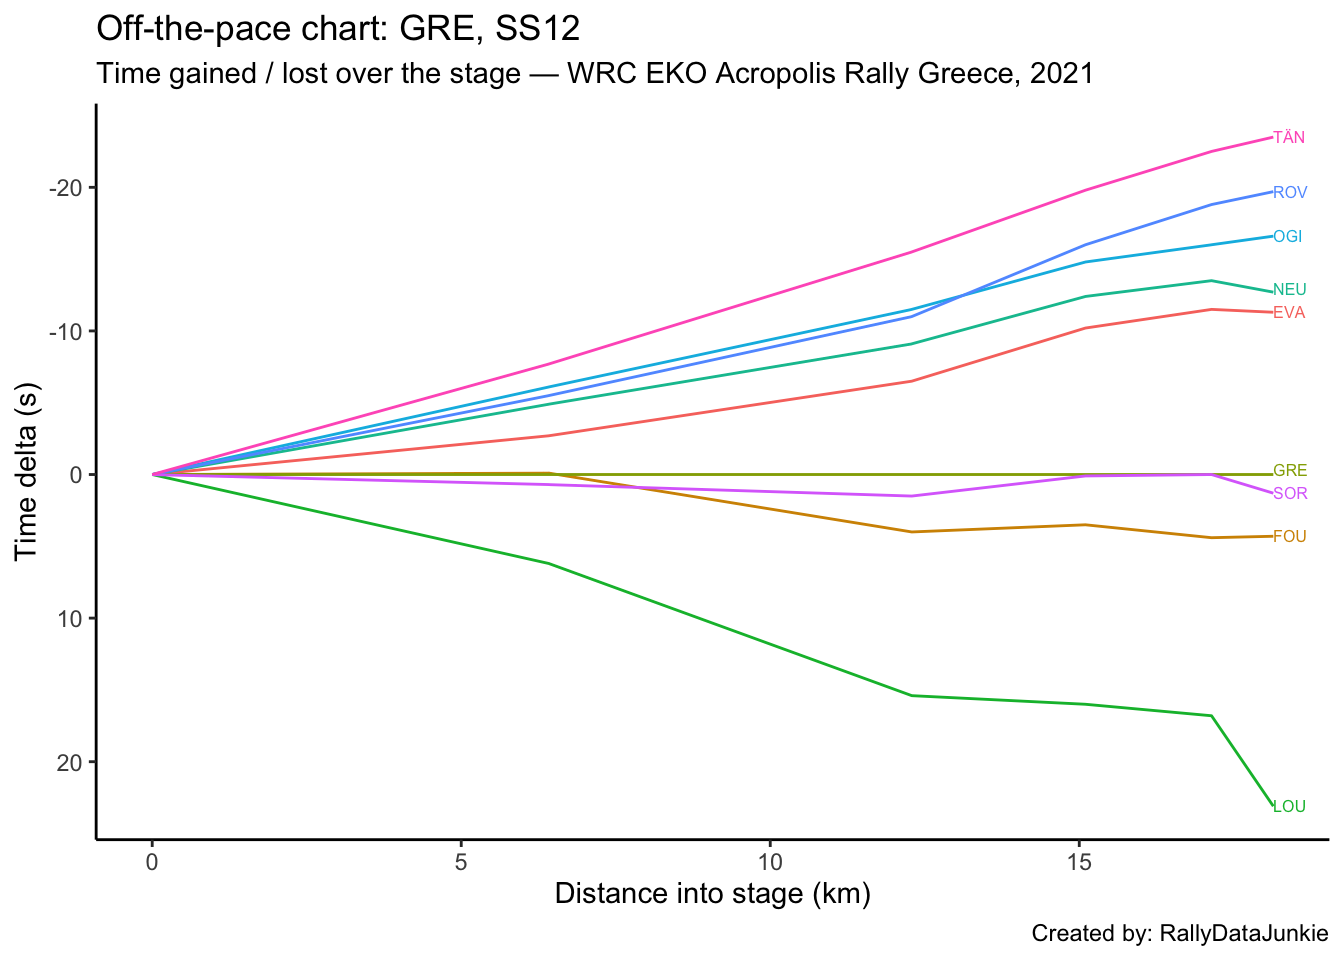 Off-the-pace chart: GRE, SS12
Time gained / lost over the stage — WRC EKO Acropolis Rally Greece, 2021
Time delta (s)
-20
-10
0
10
20
TÄN
ROV
OGI
NEU
EVA
GRE
SOR
FOU
LOU
0 5 10 15
Distance into stage (km)
Created by: RallyDataJunkie